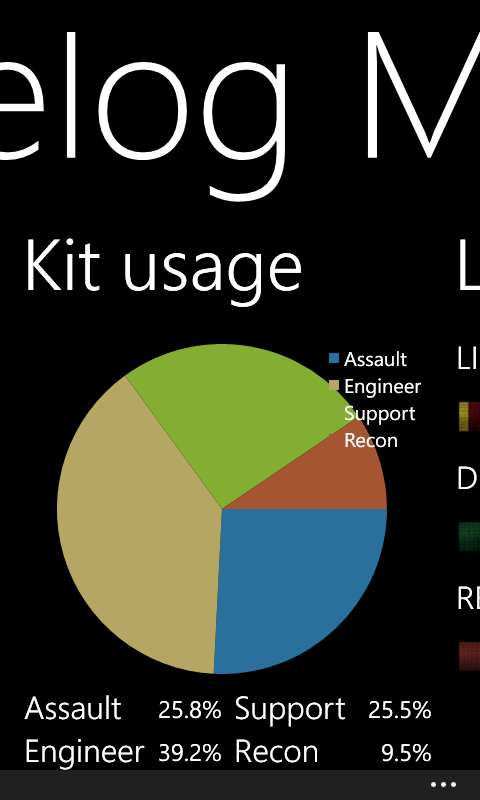 elog M
Kit usage
L
Assault
Engineer
Support
Recon
LI
D
RE
Assault 25.8% Support 25.5%
Engineer 39.2% Recon 9.5%